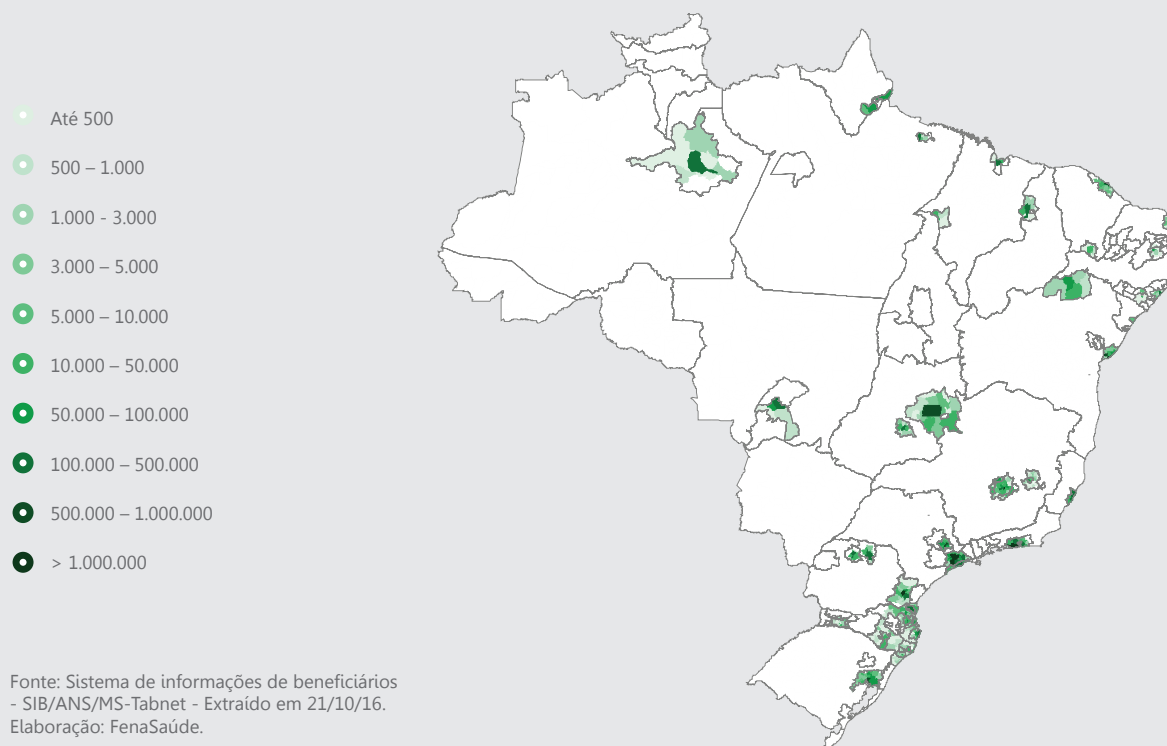 Até 500
500 – 1.000
1.000 - 3.000
3.000 – 5.000
5.000 – 10.000
10.000 – 50.000
50.000 – 100.000
100.000 – 500.000
500.000 – 1.000.000
> 1.000.000
Fonte: Sistema de informações de beneficiários
- SIB/ANS/MS-Tabnet - Extraído em 21/10/16.
Elaboração: FenaSaúde.